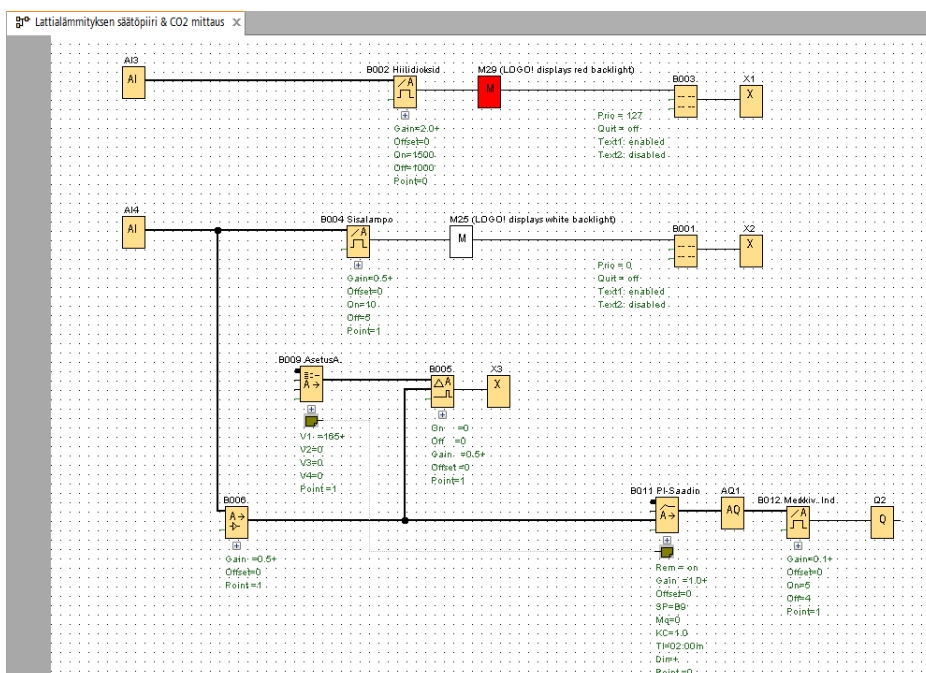 Lattialämmityksen säätöpiiri & CO2 mittaus
AI3
AI
B002 Hiilidioksid
/A
M29 (LOGO! displays red backlight)
M
B003
X1
X
Gain=2.0+
Offset=0
On=1500
Off=1000
Point=0
Prio = 127
Quit = off
Text1: enabled
Text2: disabled
AI4
AI
B004 Sisalampo
/A
M25 (LOGO! displays white backlight)
M
B001
X2
X
Gain=0.5+
Offset=0
On=10
Off=5
Point=1
Prio = 0
Quit = off
Text1: enabled
Text2: disabled
B009 AsetusA.
A→
B005
A
X3
X
V1 =165+
V2=0
V3=0
V4=0
Point =1
On =0
Off =0
Gain =0.5+
Offset =0
Point=1
B006
A→
Gain =0.5+
Offset=0
Point =1
B011 PI-Saadin
A→
AQ1
AQ
B012 Merkkiv. Ind.
/A
Q2
Q
Rem = on
Gain =1.0+
Offset=0
SP=B9
Mq=0
KC=1.0
TI=02:00m
Dir=+
Point=0
Gain=0.1+
Offset=0
On=5
Off=4
Point=1